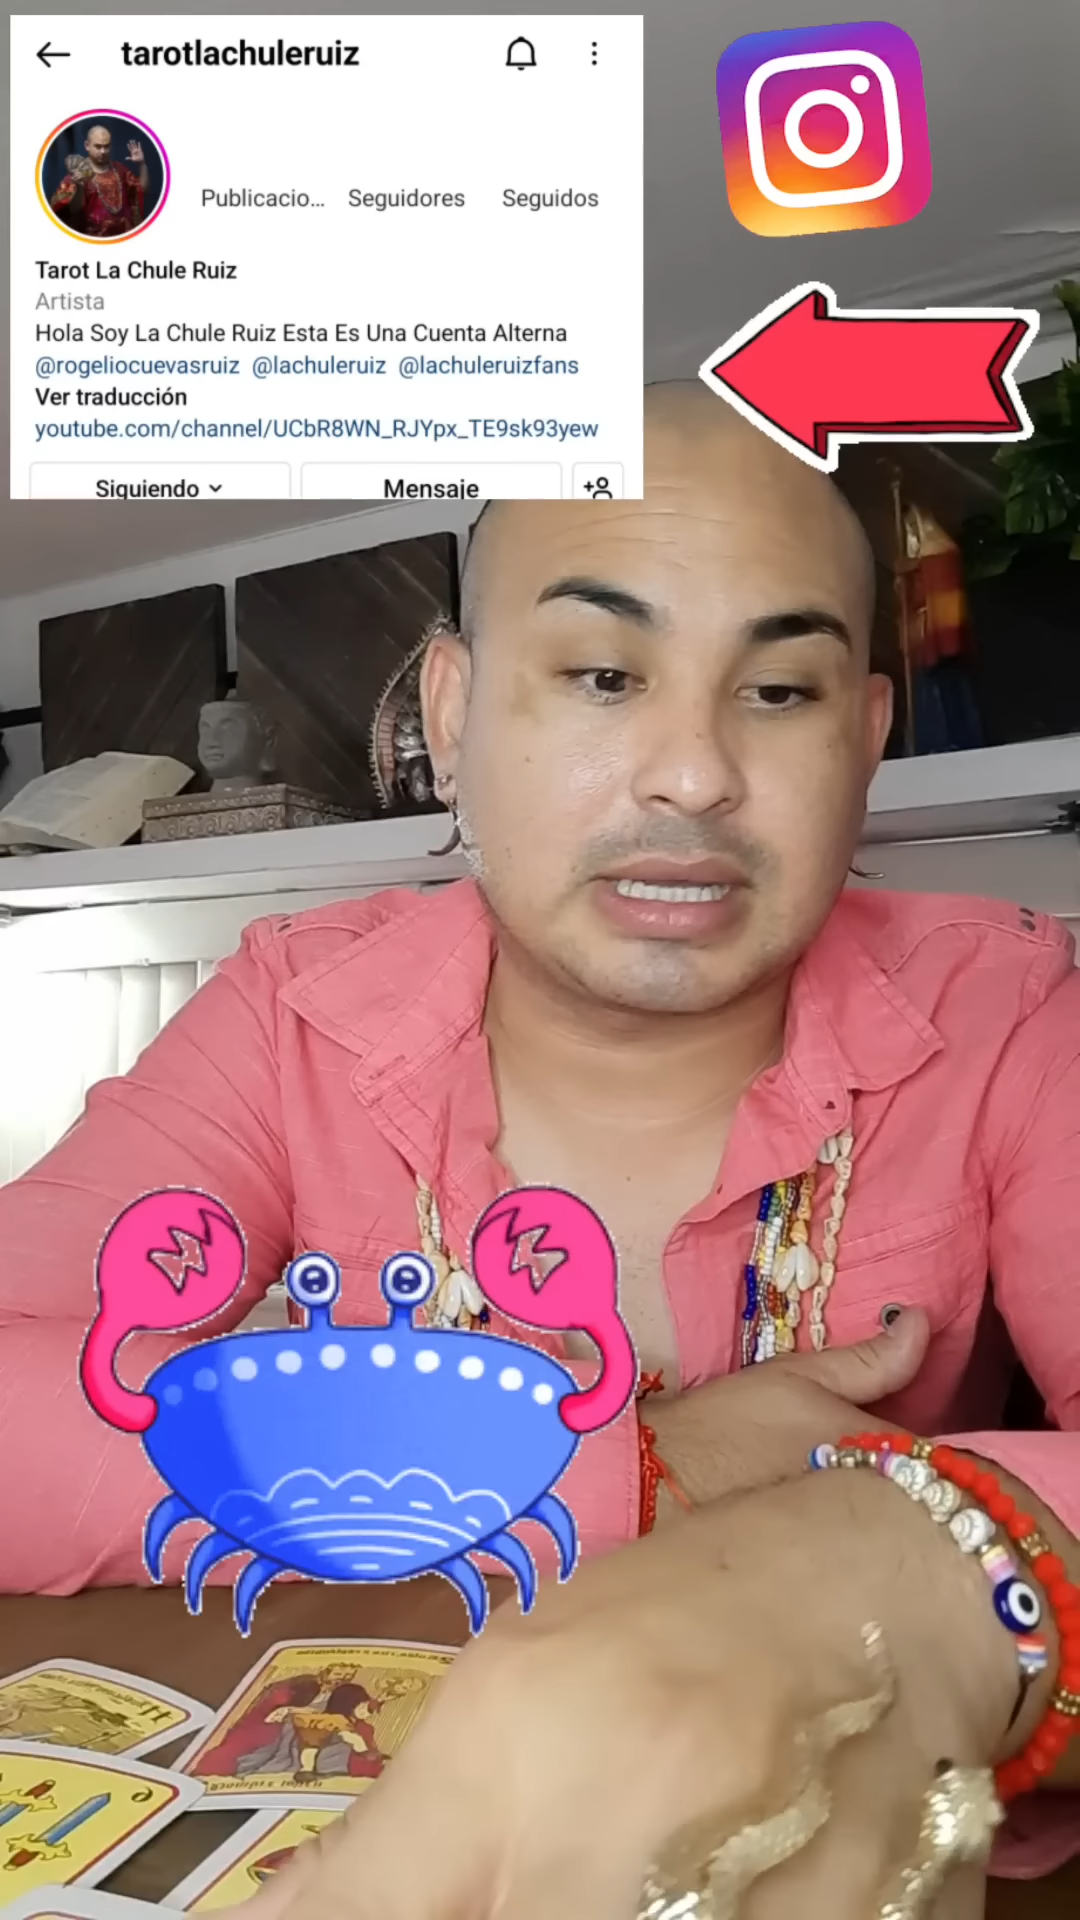 tarotlachuleruiz
Publicacio... Seguidores Seguidos
Tarot La Chule Ruiz
Artista
Hola Soy La Chule Ruiz Esta Es Una Cuenta Alterna
@rogeliocuevasruiz @lachuleruiz @lachuleruizfans
Ver traducción
youtube.com/channel/UCbR8WN_RJYpx_TE9sk93yew
Siguiendo Mensaje